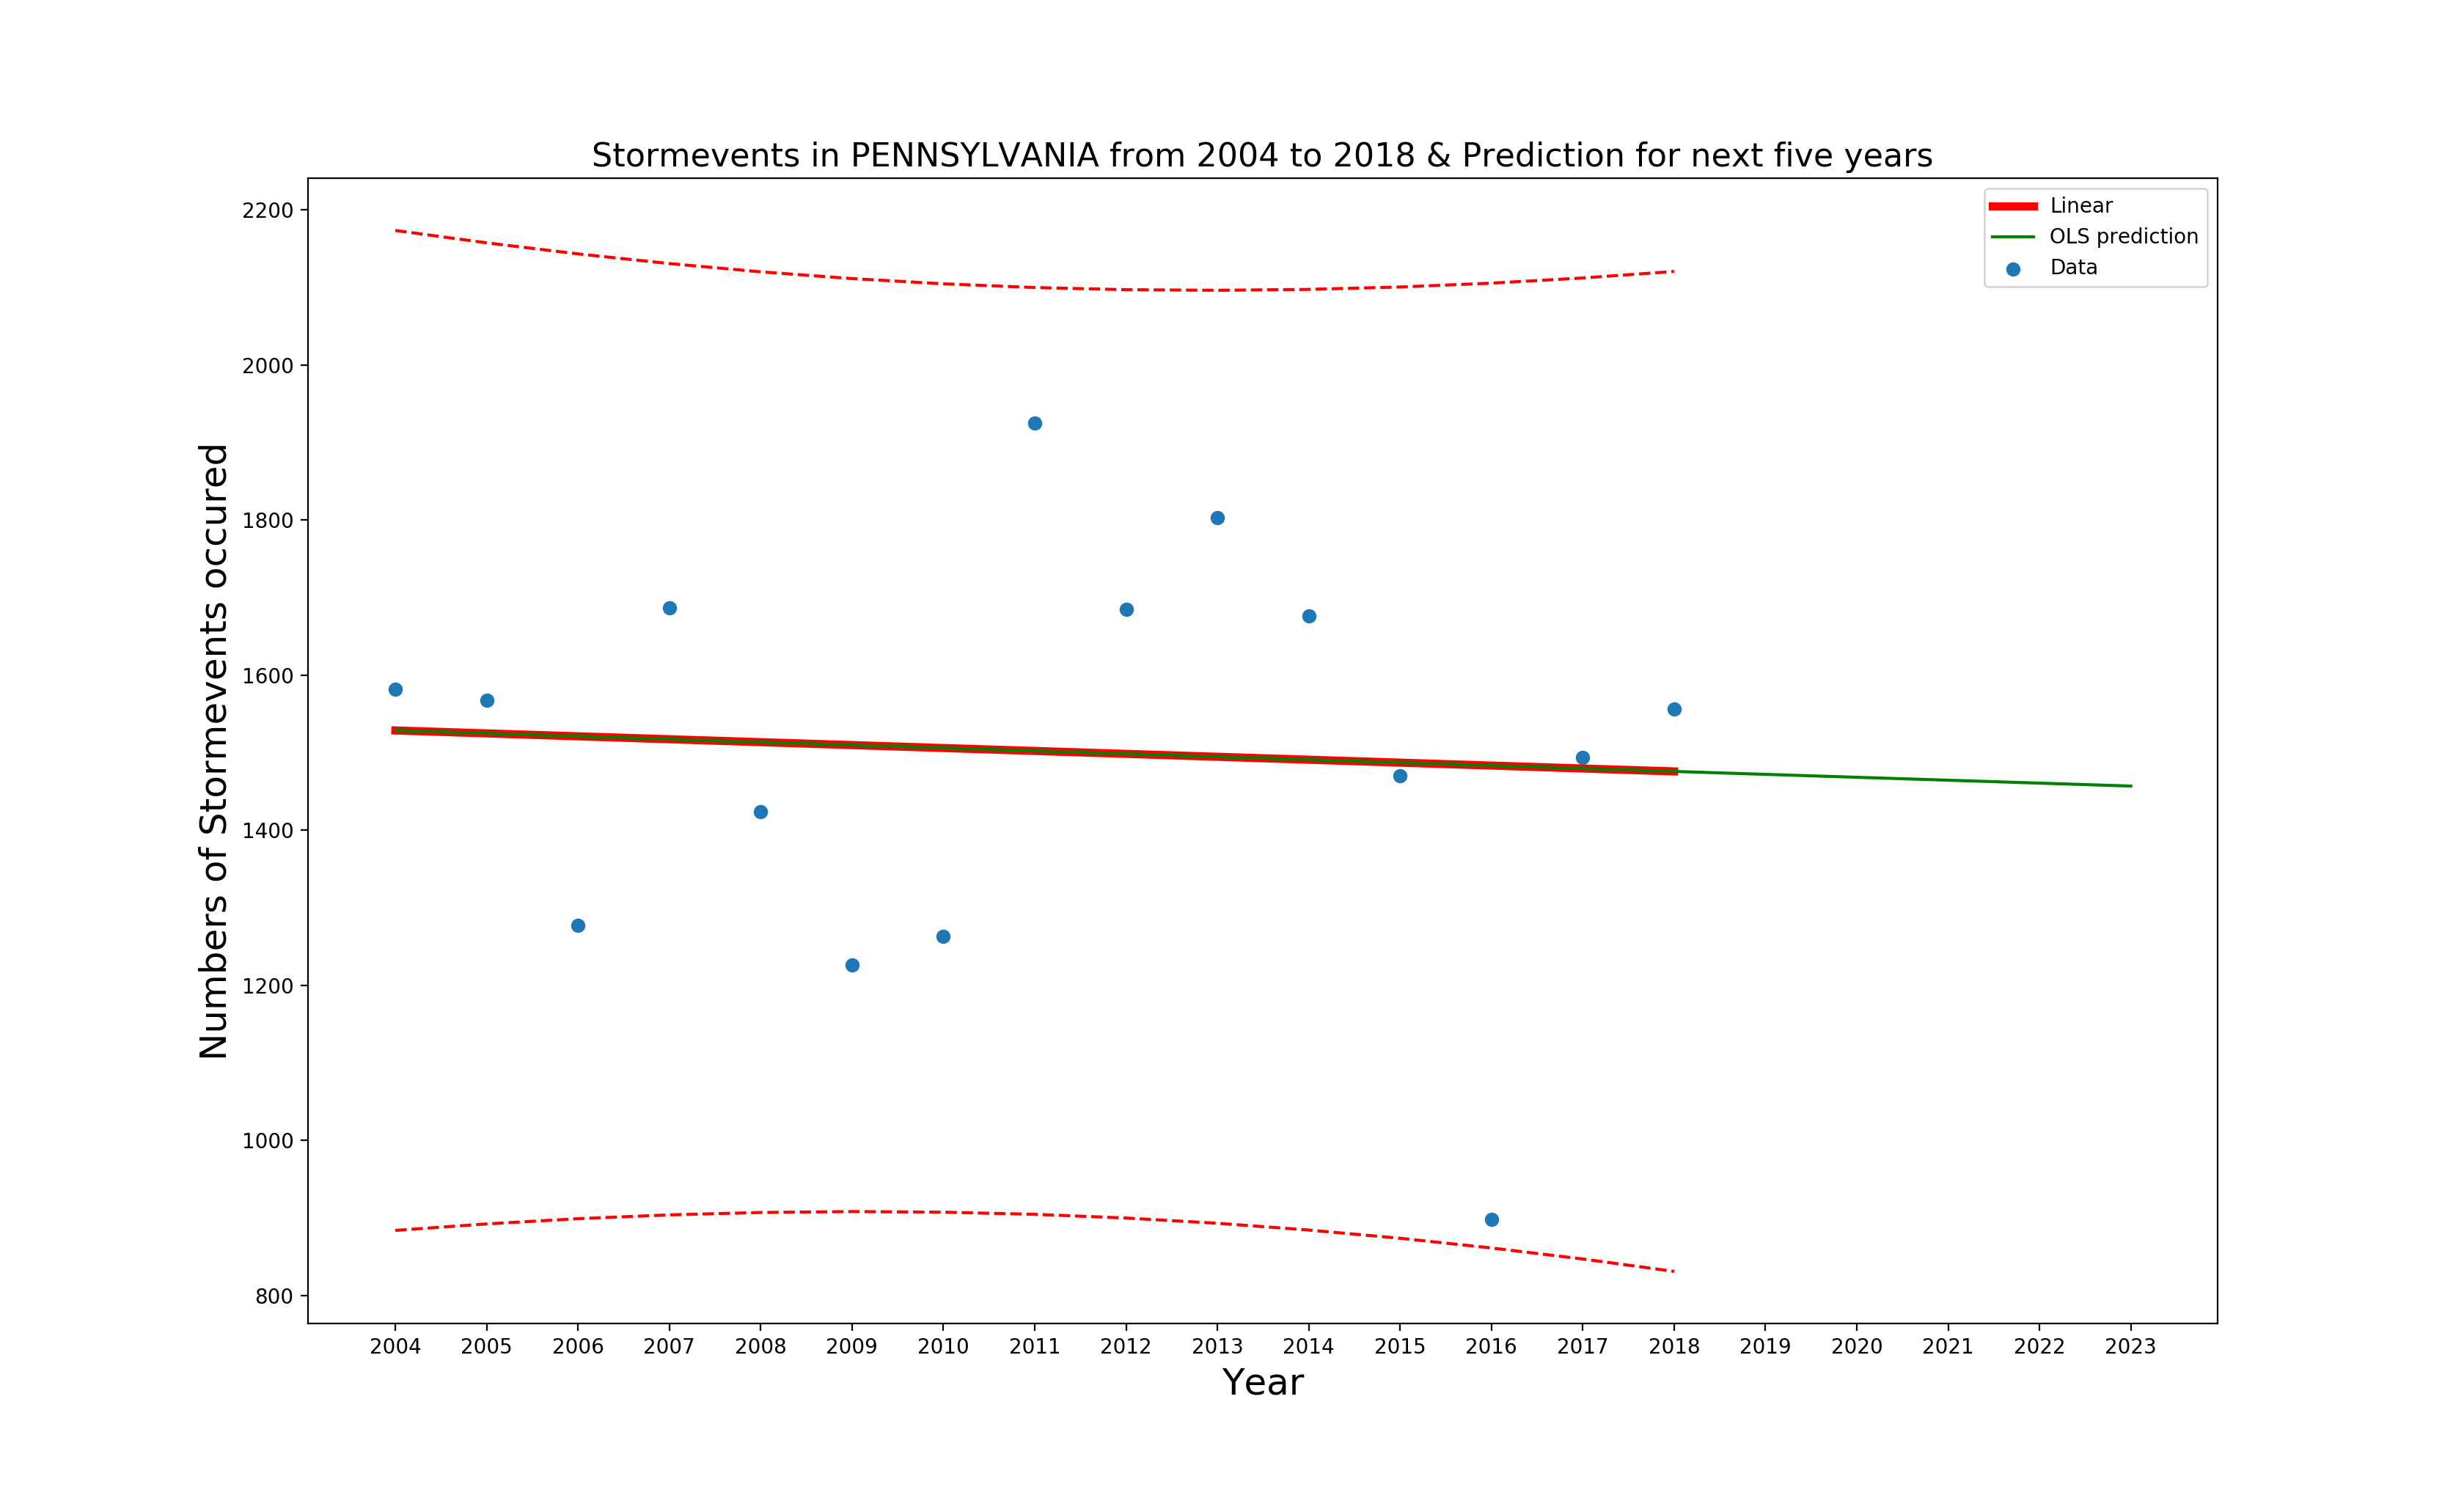 Stormevents in PENNSYLVANIA from 2004 to 2018 & Prediction for next five years
Linear
OLS prediction
Data
Numbers of Stormevents occured
2200
2000
1800
1600
1400
1200
1000
800
2004 2005 2006 2007 2008 2009 2010 2011 2012 2013 2014 2015 2016 2017 2018 2019 2020 2021 2022 2023
Year